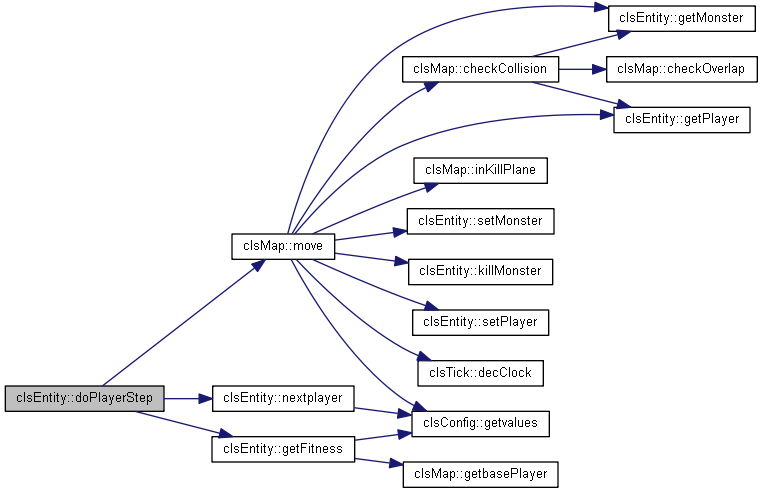 clsEntity::getMonster
clsMap::checkCollision
clsMap::checkOverlap
clsEntity::getPlayer
clsMap::inKillPlane
clsEntity::setMonster
clsMap::move
clsEntity::killMonster
clsEntity::setPlayer
clsTick::decClock
clsEntity::doPlayerStep
clsEntity::nextplayer
clsConfig::getvalues
clsEntity::getFitness
clsMap::getbasePlayer